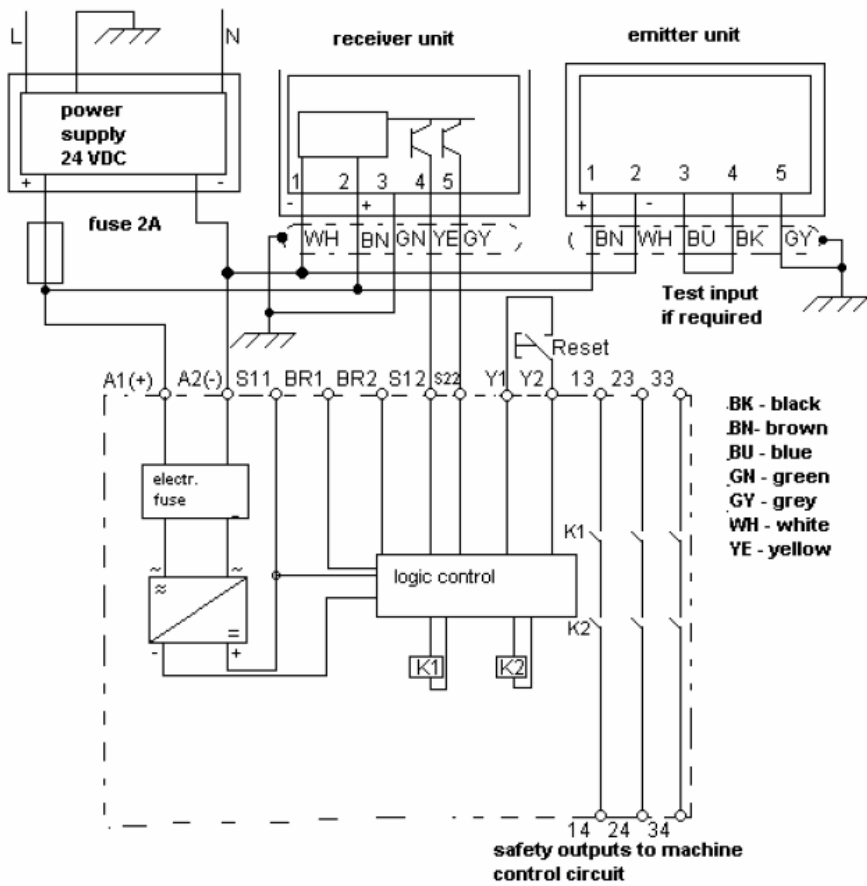 L
N
receiver unit
emitter unit
power
supply
24 VDC
+
-
fuse 2A
1 2 3 4 5
- +
WH BN GN YE GY
1 2 3 4 5
+ -
( BN WH BU BK GY )
Test input
if required
Reset
A1(+) A2(-) S11 BR1 BR2 S12 S22 Y1 Y2 13 23 33
BK - black
BN- brown
BU - blue
GN - green
GY - grey
WH - white
YE - yellow
electr.
fuse
-
K1
~ ~
≈
logic control
=
K2
- +
K1
K2
14 24 34
safety outputs to machine
control circuit